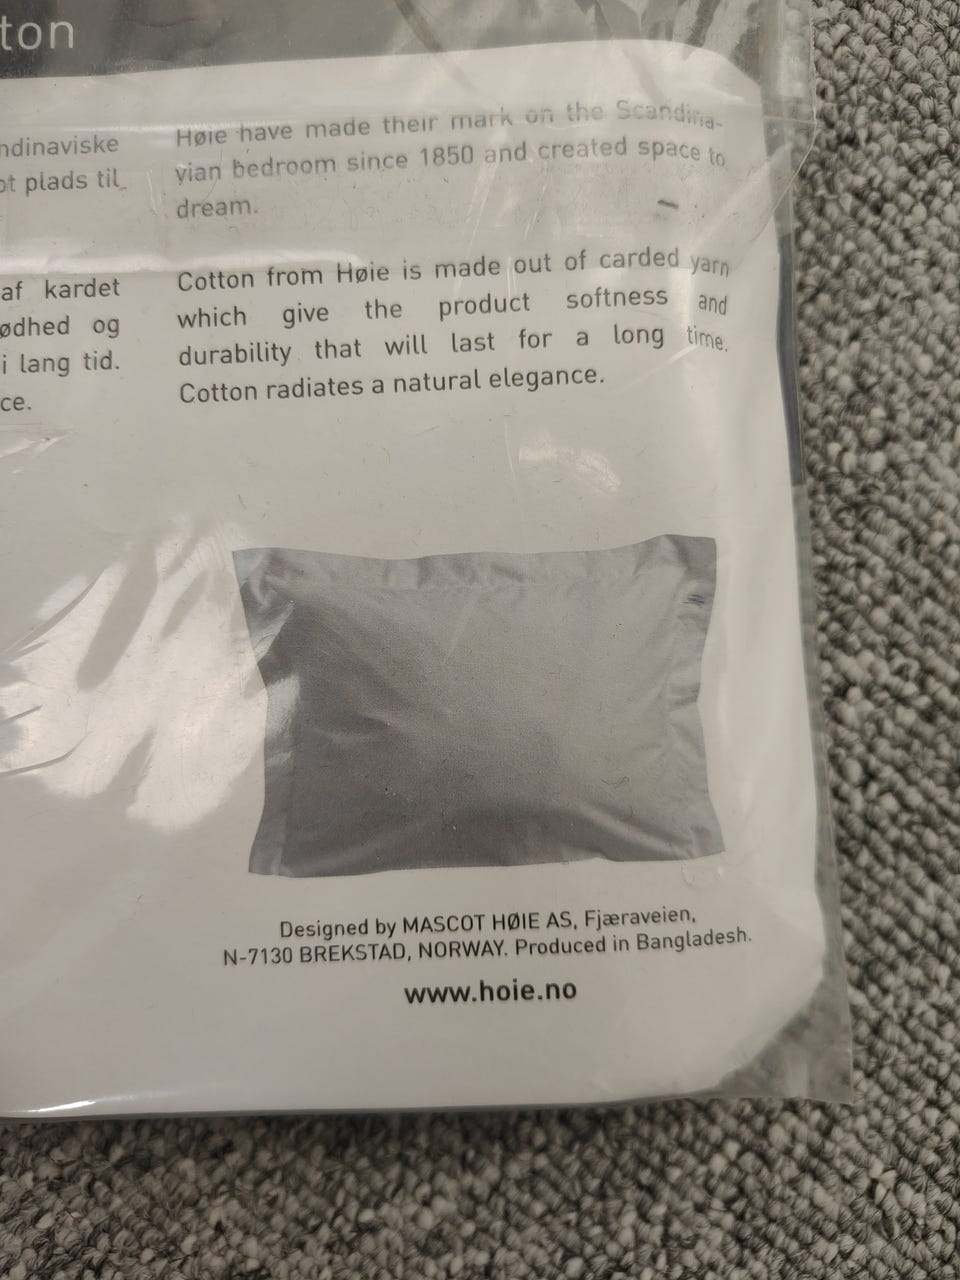 ton
ndinaviske
ot plads til
af kardet
ødhed og
i lang tid.
ce.
Høie have made their mark on the Scandina-
vian bedroom since 1850 and created space to
dream.
Cotton from Høie is made out of carded yarn
which give the product softness and
durability that will last for a long time.
Cotton radiates a natural elegance.
Designed by MASCOT HØIE AS, Fjæraveien,
N-7130 BREKSTAD, NORWAY. Produced in Bangladesh.
www.hoie.no